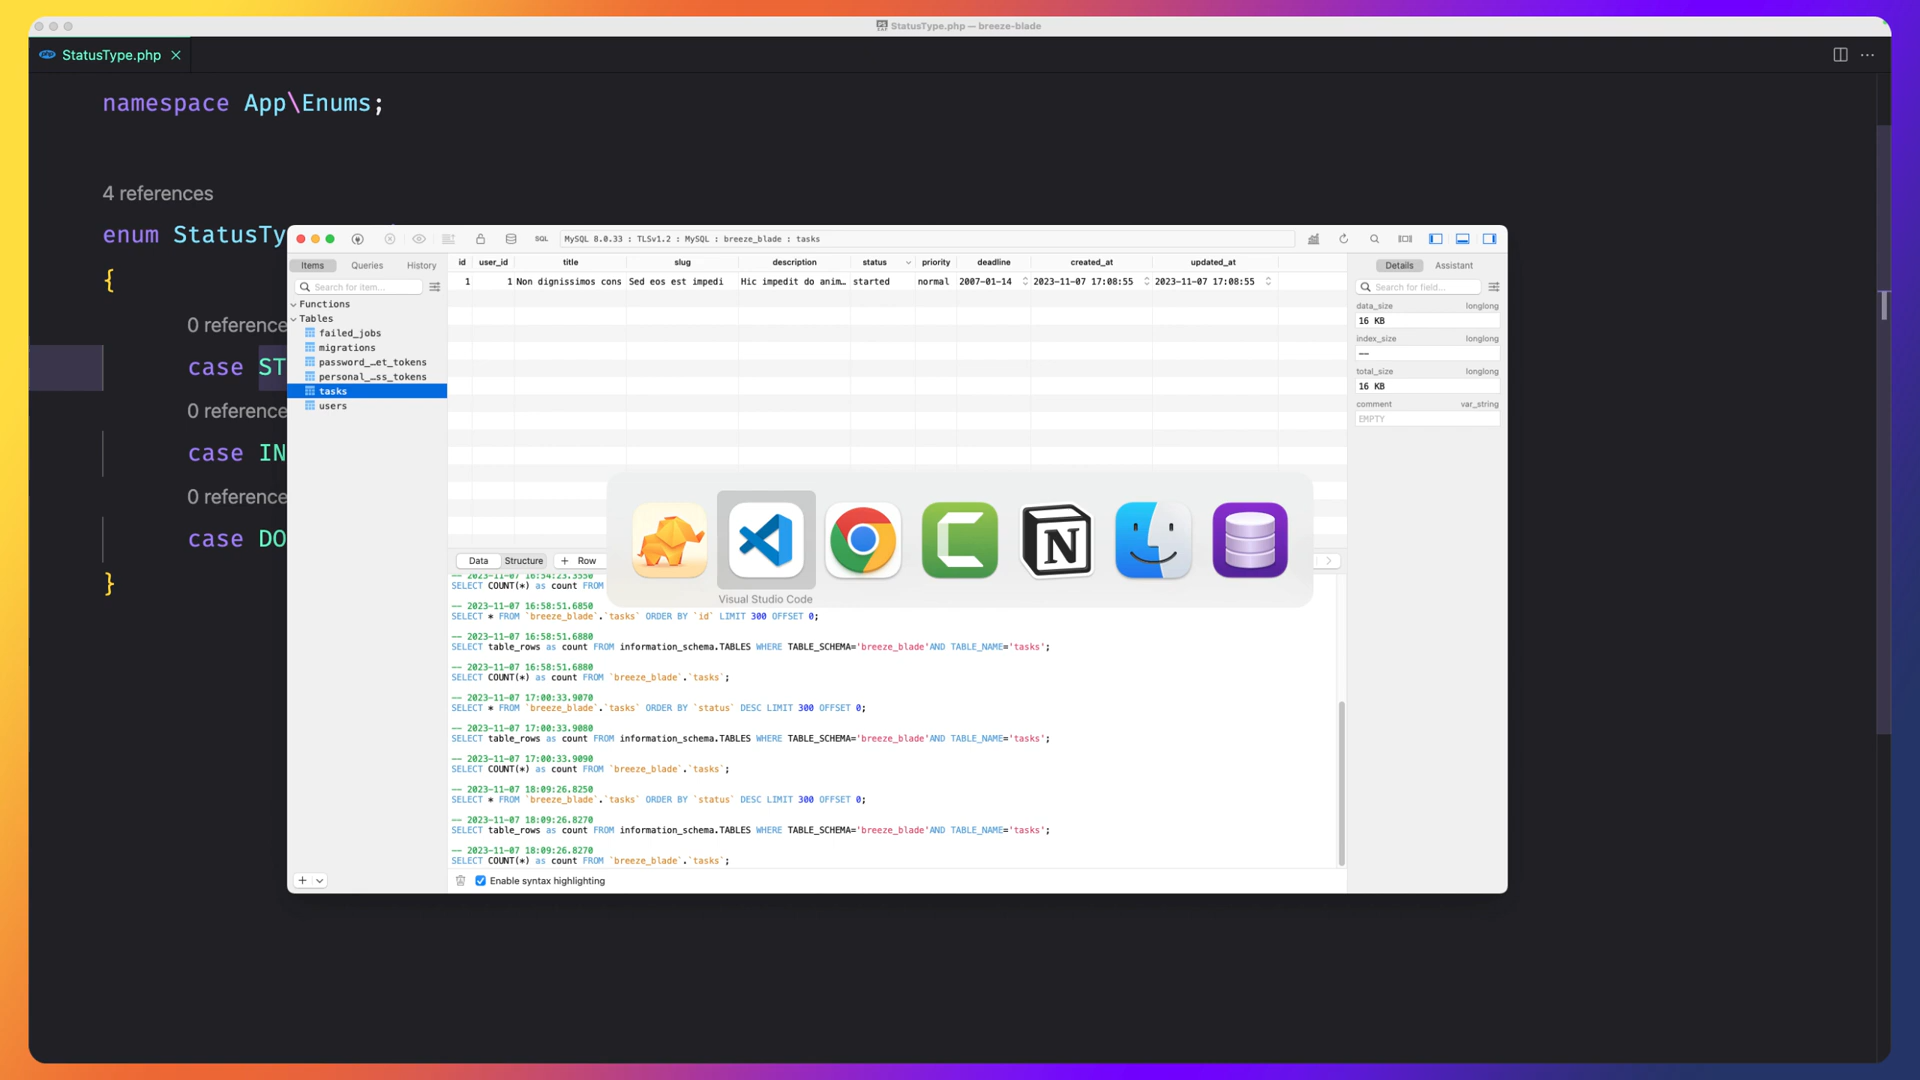 StatusType.php — breeze-blade
php StatusType.php
namespace App\Enums;
4 references
enum StatusTy
{
0 reference
case ST
0 reference
case IN
0 reference
case DO
}
SQL
MySQL 8.0.33 : TLSv1.2 : MySQL : breeze_blade : tasks
Items Queries History
Search for item...
Functions
Tables
failed_jobs
migrations
password_…et_tokens
personal_…ss_tokens
tasks
users
id user_id title slug description status priority deadline created_at updated_at
1 1 Non dignissimos cons Sed eos est impedi Hic impedit do anim… started normal 2007-01-14 2023-11-07 17:08:55 2023-11-07 17:08:55
Details Assistant
Search for field...
data_size longlong
16 KB
index_size longlong
——
total_size longlong
16 KB
comment var_string
EMPTY
Data Structure + Row
Visual Studio Code
-- 2023-11-07 16:54:23.3550
SELECT COUNT(*) as count FROM
-- 2023-11-07 16:58:51.6850
SELECT * FROM `breeze_blade`.`tasks` ORDER BY `id` LIMIT 300 OFFSET 0;
-- 2023-11-07 16:58:51.6880
SELECT table_rows as count FROM information_schema.TABLES WHERE TABLE_SCHEMA='breeze_blade'AND TABLE_NAME='tasks';
-- 2023-11-07 16:58:51.6880
SELECT COUNT(*) as count FROM `breeze_blade`.`tasks`;
-- 2023-11-07 17:00:33.9070
SELECT * FROM `breeze_blade`.`tasks` ORDER BY `status` DESC LIMIT 300 OFFSET 0;
-- 2023-11-07 17:00:33.9080
SELECT table_rows as count FROM information_schema.TABLES WHERE TABLE_SCHEMA='breeze_blade'AND TABLE_NAME='tasks';
-- 2023-11-07 17:00:33.9090
SELECT COUNT(*) as count FROM `breeze_blade`.`tasks`;
-- 2023-11-07 18:09:26.8250
SELECT * FROM `breeze_blade`.`tasks` ORDER BY `status` DESC LIMIT 300 OFFSET 0;
-- 2023-11-07 18:09:26.8270
SELECT table_rows as count FROM information_schema.TABLES WHERE TABLE_SCHEMA='breeze_blade'AND TABLE_NAME='tasks';
-- 2023-11-07 18:09:26.8270
SELECT COUNT(*) as count FROM `breeze_blade`.`tasks`;
Enable syntax highlighting